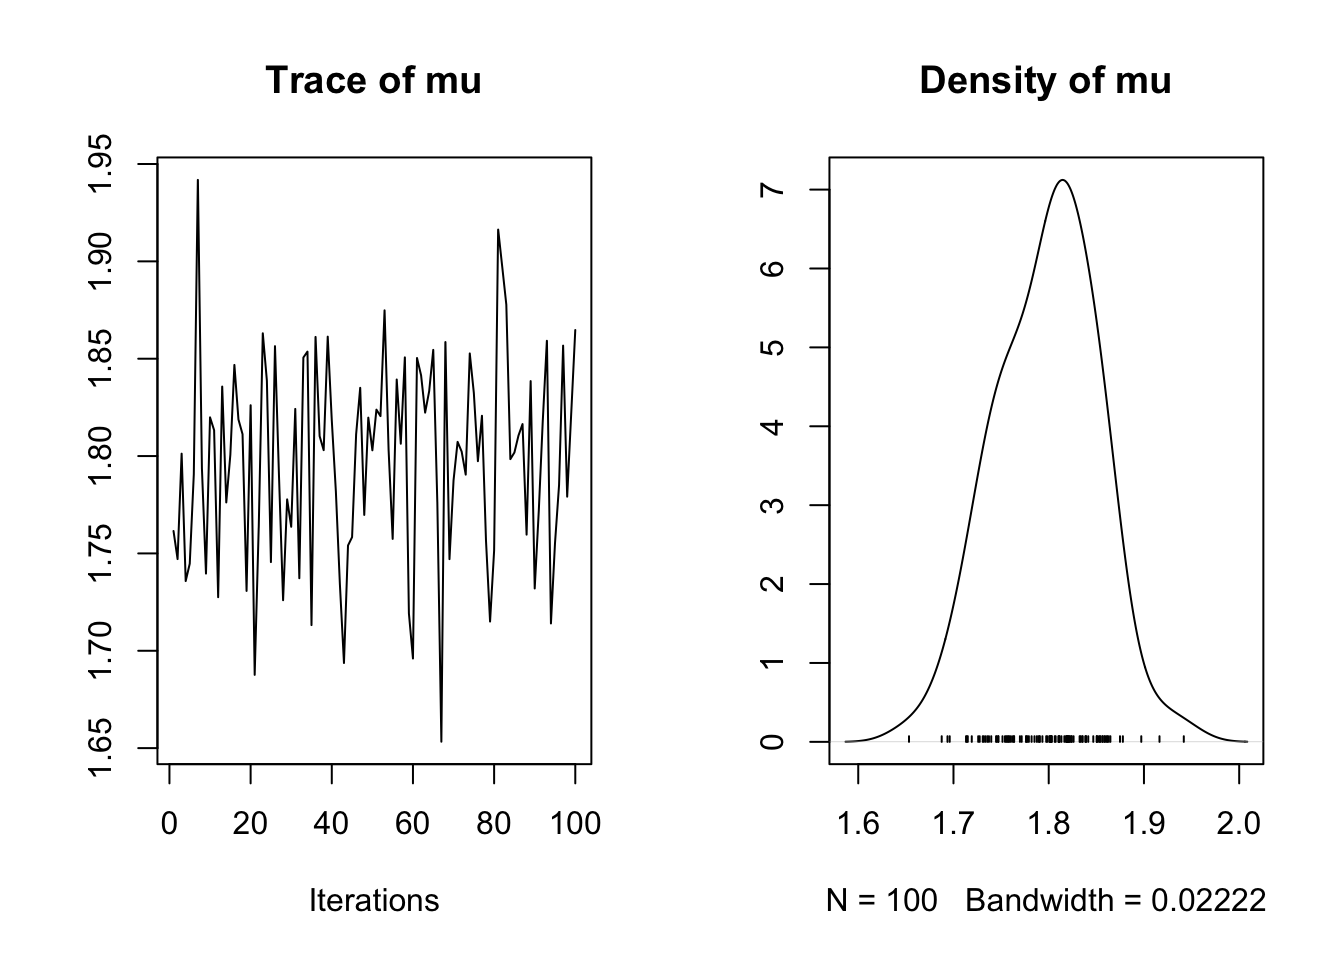 Trace of mu
1.95
1.90
1.85
1.80
1.75
1.70
1.65
0 20 40 60 80 100
Iterations
Density of mu
7
6
5
4
3
2
1
0
1.6 1.7 1.8 1.9 2.0
N = 100 Bandwidth = 0.02222